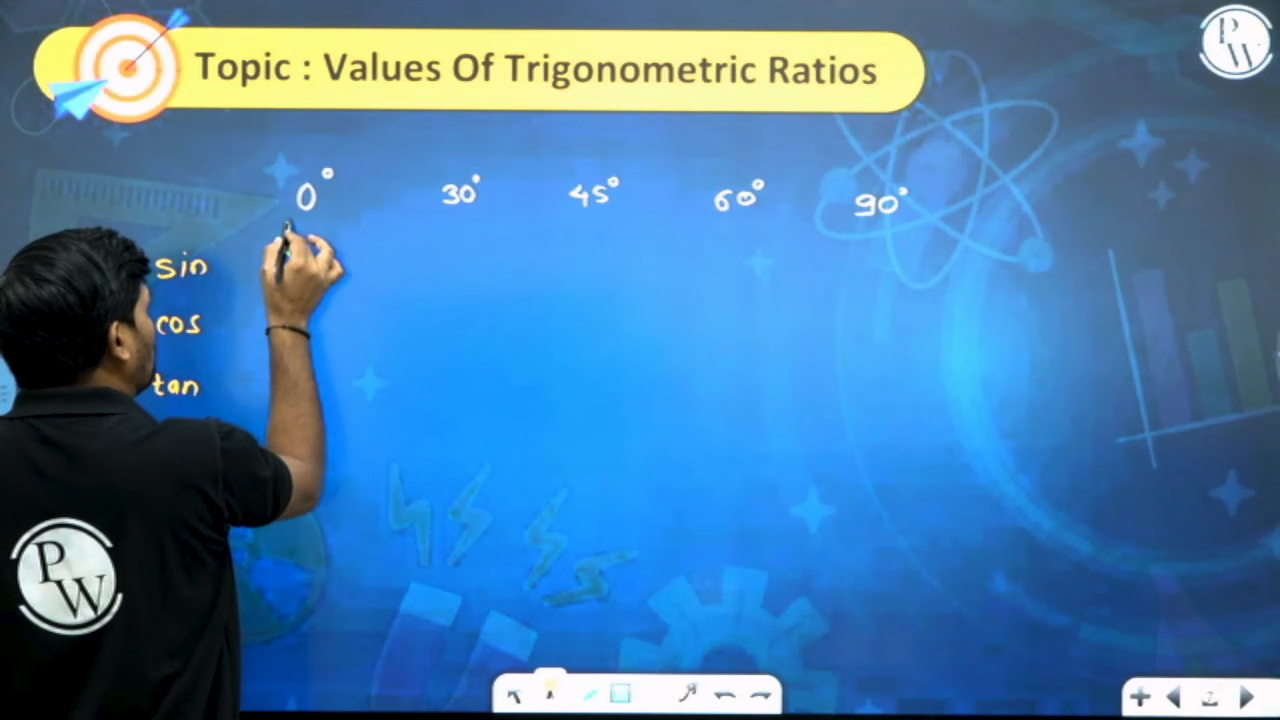 Topic : Values Of Trigonometric Ratios
PW
0° 30° 45° 60° 90°
sin
cos
tan
PW